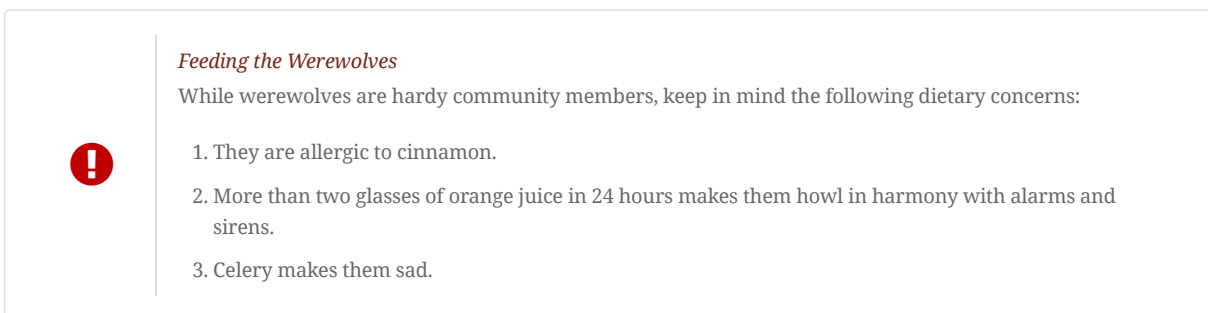 Feeding the Werewolves
While werewolves are hardy community members, keep in mind the following dietary concerns:
1. They are allergic to cinnamon.
2. More than two glasses of orange juice in 24 hours makes them howl in harmony with alarms and
sirens.
3. Celery makes them sad.